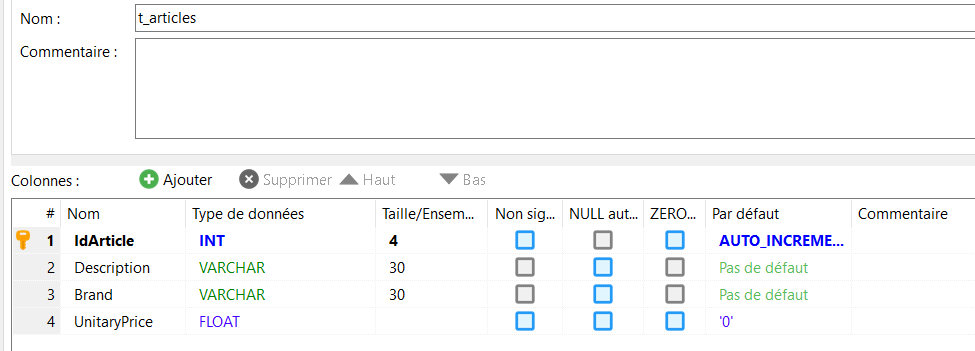 Nom : t_articles
Commentaire :
Colonnes : Ajouter Supprimer Haut Bas
# Nom Type de données Taille/Ensem... Non sig... NULL aut... ZERO... Par défaut Commentaire
1 IdArticle INT 4 AUTO_INCREME...
2 Description VARCHAR 30 Pas de défaut
3 Brand VARCHAR 30 Pas de défaut
4 UnitaryPrice FLOAT '0'